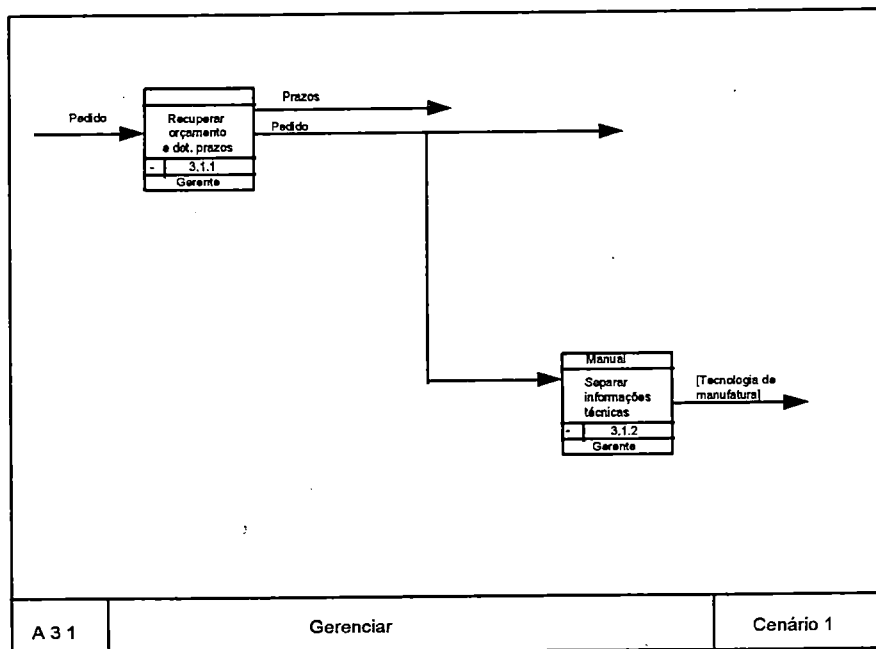 Pedido
Recuperar
orçamento
e dot. prazos
- 3.1.1
Gerente
Prazos
Pedido
Manual
Separar
informações
técnicas
- 3.1.2
Gerente
[Tecnologia de
manufatura]
A 3 1
Gerenciar
Cenário 1